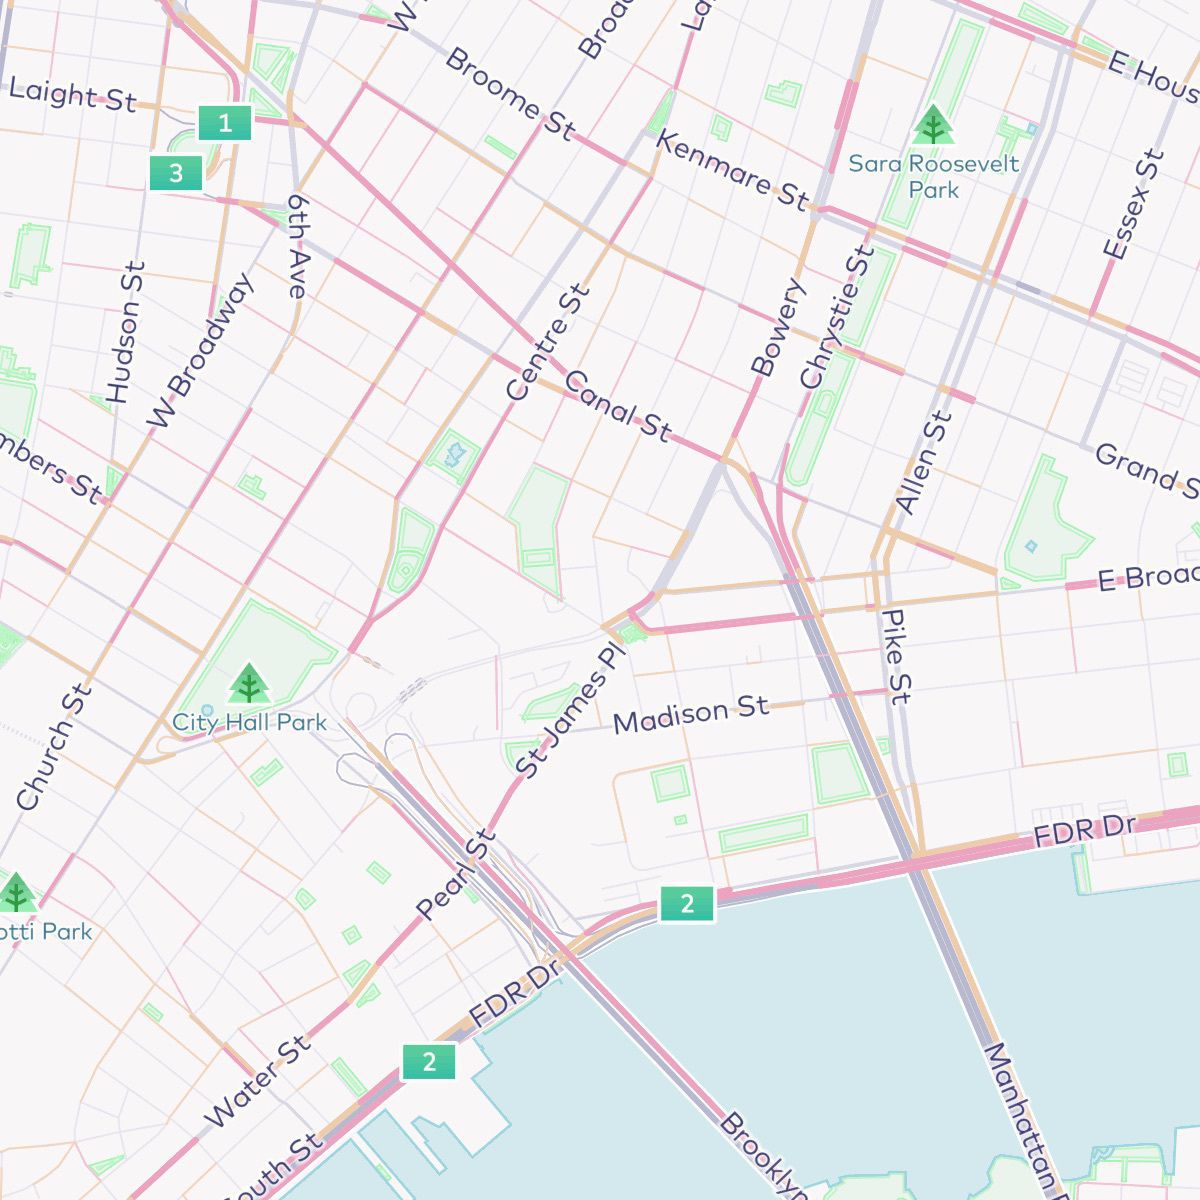 Broome St
E Hous
Laight St
1
3
Kenmare St
Sara Roosevelt
Park
Essex St
6th Ave
Hudson St
W Broadway
Centre St
Bowery
Chrystie St
Canal St
Allen St
Grand S
mbers St
E Broad
Pike St
City Hall Park
St James Pl
Madison St
Church St
FDR Dr
Pearl St
2
otti Park
FDR Dr
2
Water St
South St
Manhattan
Brooklyn